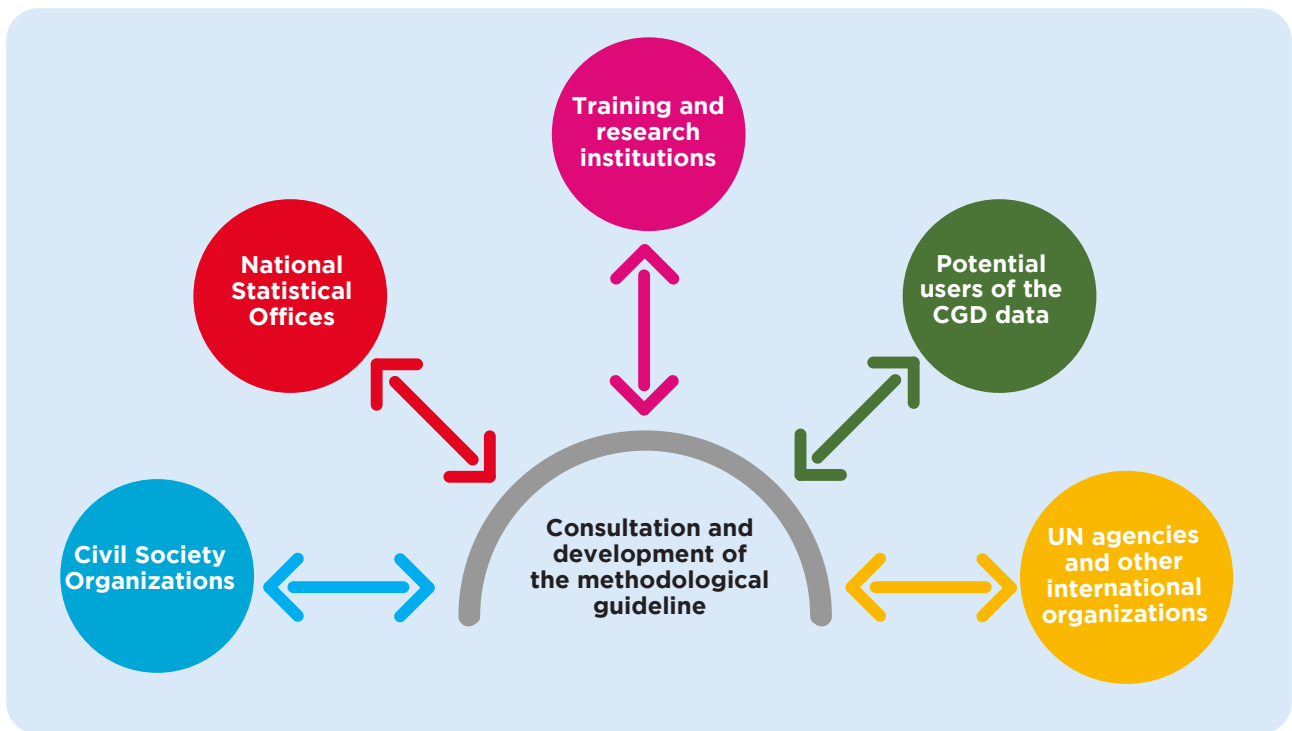 Training and
research
institutions
National
Statistical
Offices
Potential
users of the
CGD data
Civil Society
Organizations
Consultation and
development of
the methodological
guideline
UN agencies
and other
international
organizations